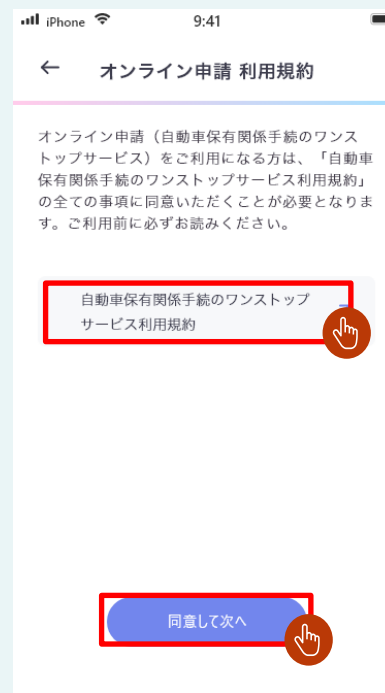 iPhone 9:41
オンライン申請 利用規約
オンライン申請（自動車保有関係手続のワンス
トップサービス）をご利用になる方は、「自動車
保有関係手続のワンストップサービス利用規約」
の全ての事項に同意いただくことが必要となりま
す。ご利用前に必ずお読みください。
自動車保有関係手続のワンストップ
サービス利用規約
同意して次へ